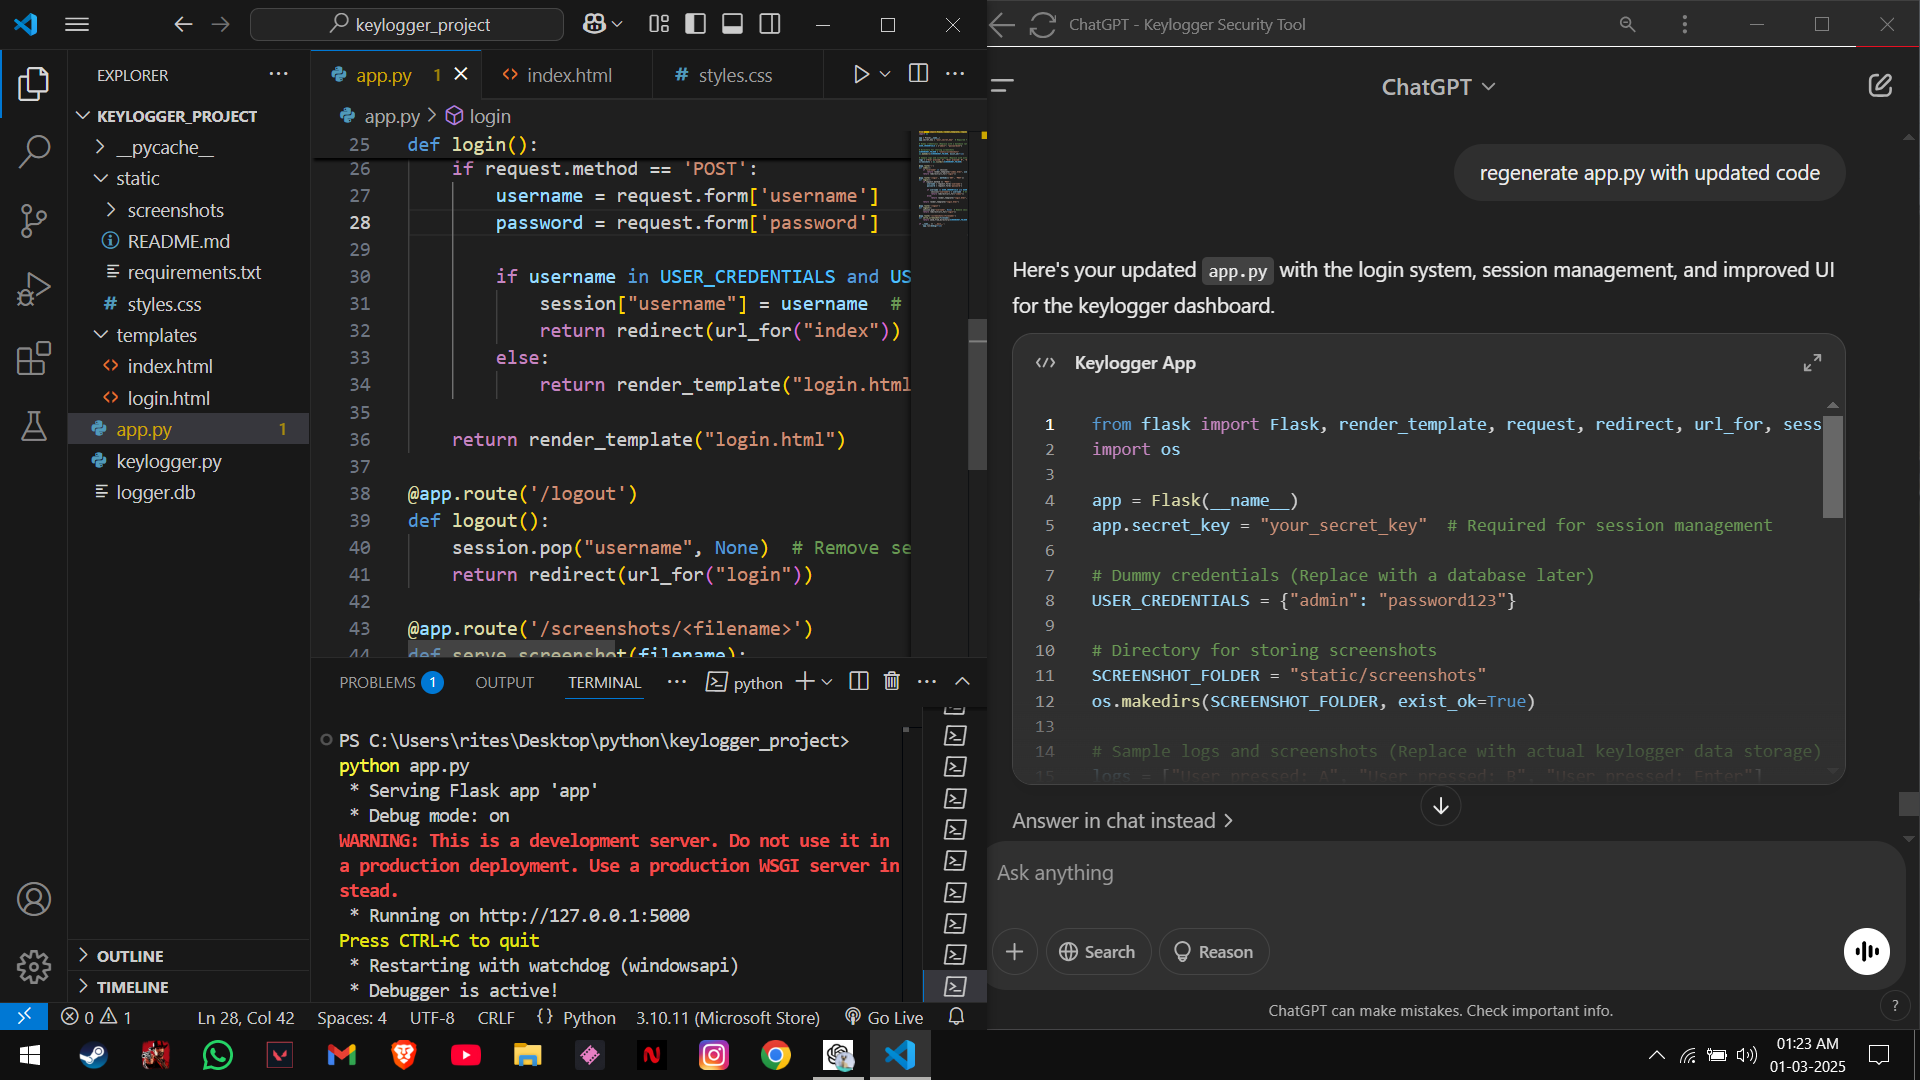 keylogger_project
EXPLORER
KEYLOGGER_PROJECT
__pycache__
static
screenshots
README.md
requirements.txt
styles.css
templates
index.html
login.html
app.py 1
keylogger.py
logger.db
OUTLINE
TIMELINE
app.py 1
index.html
styles.css
app.py > login
25 def login():
26 if request.method == 'POST':
27 username = request.form['username']
28 password = request.form['password']
29
30 if username in USER_CREDENTIALS and US
31 session["username"] = username #
32 return redirect(url_for("index"))
33 else:
34 return render_template("login.html
35
36 return render_template("login.html")
37
38 @app.route('/logout')
39 def logout():
40 session.pop("username", None) # Remove se
41 return redirect(url_for("login"))
42
43 @app.route('/screenshots/<filename>')
44 def serve_screenshot(filename):
PROBLEMS 1 OUTPUT TERMINAL python
PS C:\Users\rites\Desktop\python\keylogger_project>
python app.py
* Serving Flask app 'app'
* Debug mode: on
WARNING: This is a development server. Do not use it in
a production deployment. Use a production WSGI server in
stead.
* Running on http://127.0.0.1:5000
Press CTRL+C to quit
* Restarting with watchdog (windowsapi)
* Debugger is active!
0 1 Ln 28, Col 42 Spaces: 4 UTF-8 CRLF {} Python 3.10.11 (Microsoft Store) Go Live
ChatGPT - Keylogger Security Tool
ChatGPT
regenerate app.py with updated code
Here's your updated app.py with the login system, session management, and improved UI
for the keylogger dashboard.
Keylogger App
1 from flask import Flask, render_template, request, redirect, url_for, sess
2 import os
3
4 app = Flask(__name__)
5 app.secret_key = "your_secret_key" # Required for session management
6
7 # Dummy credentials (Replace with a database later)
8 USER_CREDENTIALS = {"admin": "password123"}
9
10 # Directory for storing screenshots
11 SCREENSHOT_FOLDER = "static/screenshots"
12 os.makedirs(SCREENSHOT_FOLDER, exist_ok=True)
13
14 # Sample logs and screenshots (Replace with actual keylogger data storage)
15 logs = ["User pressed: A", "User pressed: B", "User pressed: Enter"]
Answer in chat instead >
Ask anything
Search
Reason
ChatGPT can make mistakes. Check important info.
?
01:23 AM
01-03-2025